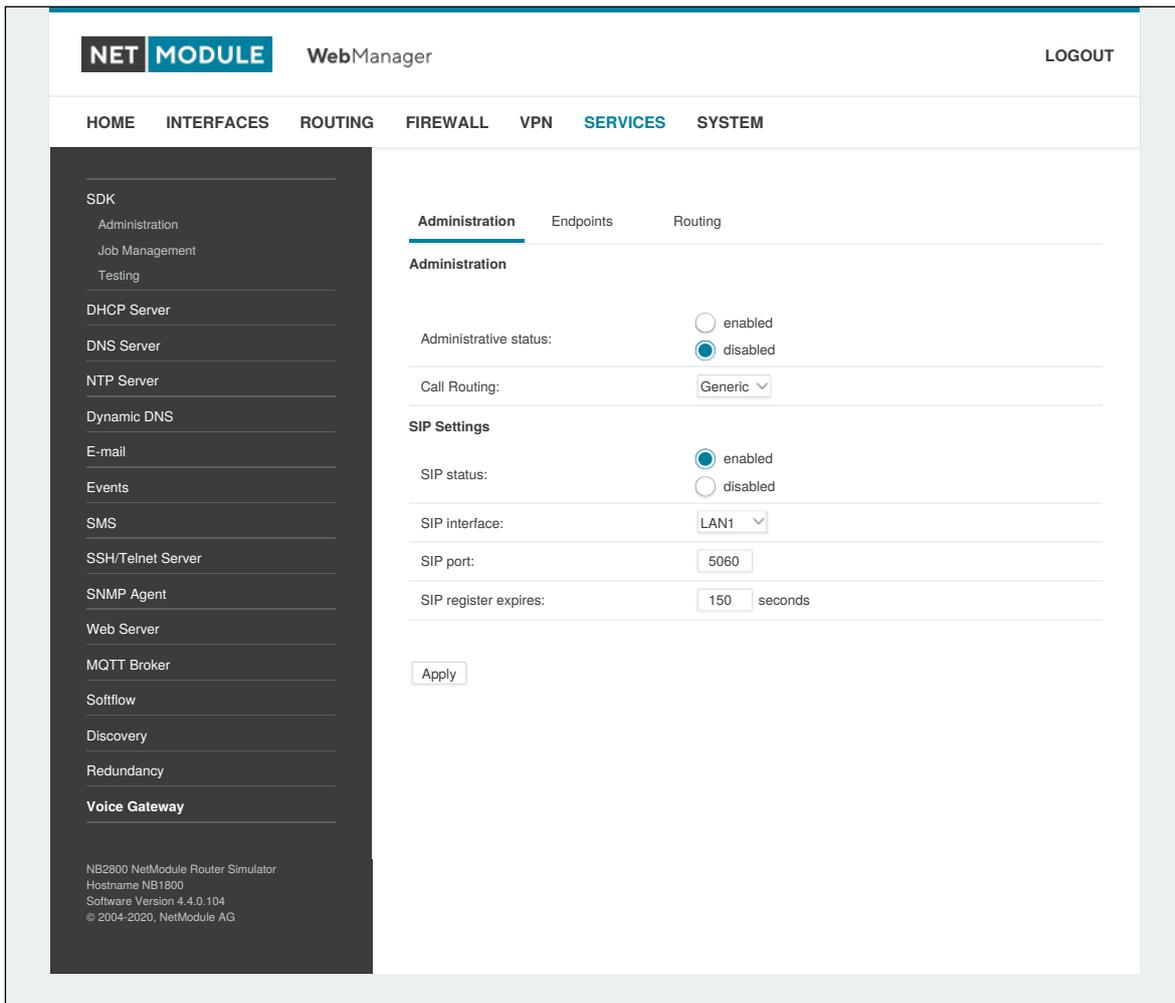 NET MODULE WebManager LOGOUT
HOME INTERFACES ROUTING FIREWALL VPN SERVICES SYSTEM
SDK
Administration
Job Management
Testing
DHCP Server
DNS Server
NTP Server
Dynamic DNS
E-mail
Events
SMS
SSH/Telnet Server
SNMP Agent
Web Server
MQTT Broker
Softflow
Discovery
Redundancy
Voice Gateway
NB2800 NetModule Router Simulator
Hostname NB1800
Software Version 4.4.0.104
© 2004-2020, NetModule AG
Administration Endpoints Routing
Administration
Administrative status:
enabled
disabled
Call Routing: Generic
SIP Settings
SIP status:
enabled
disabled
SIP interface: LAN1
SIP port: 5060
SIP register expires: 150 seconds
Apply